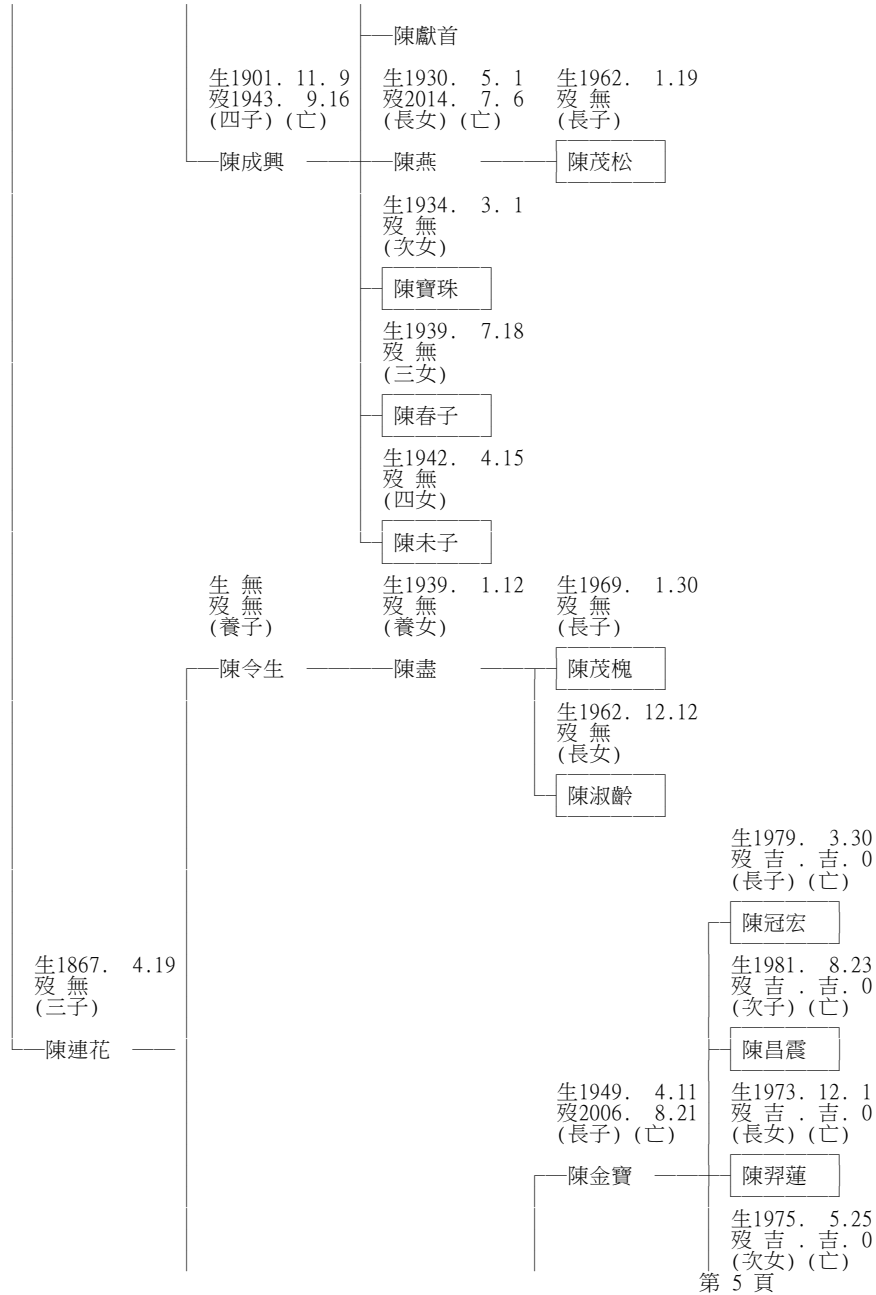 陳獻首
生1901. 11. 9
歿1943. 9.16
(四子) (亡)
陳成興
生1930. 5. 1
歿2014. 7. 6
(長女) (亡)
陳燕
生1962. 1.19
歿 無
(長子)
陳茂松
生1934. 3. 1
歿 無
(次女)
陳寶珠
生1939. 7.18
歿 無
(三女)
陳春子
生1942. 4.15
歿 無
(四女)
陳未子
生 無
歿 無
(養子)
陳令生
生1939. 1.12
歿 無
(養女)
陳盡
生1969. 1.30
歿 無
(長子)
陳茂槐
生1962. 12.12
歿 無
(長女)
陳淑齡
生1979. 3.30
歿 吉 . 吉. 0
(長子) (亡)
陳冠宏
生1867. 4.19
歿 無
(三子)
陳連花
生1981. 8.23
歿 吉 . 吉. 0
(次子) (亡)
陳昌震
生1949. 4.11
歿2006. 8.21
(長子) (亡)
陳金寶
生1973. 12. 1
歿 吉 . 吉. 0
(長女) (亡)
陳羿蓮
生1975. 5.25
歿 吉 . 吉. 0
(次女) (亡)
第 5 頁